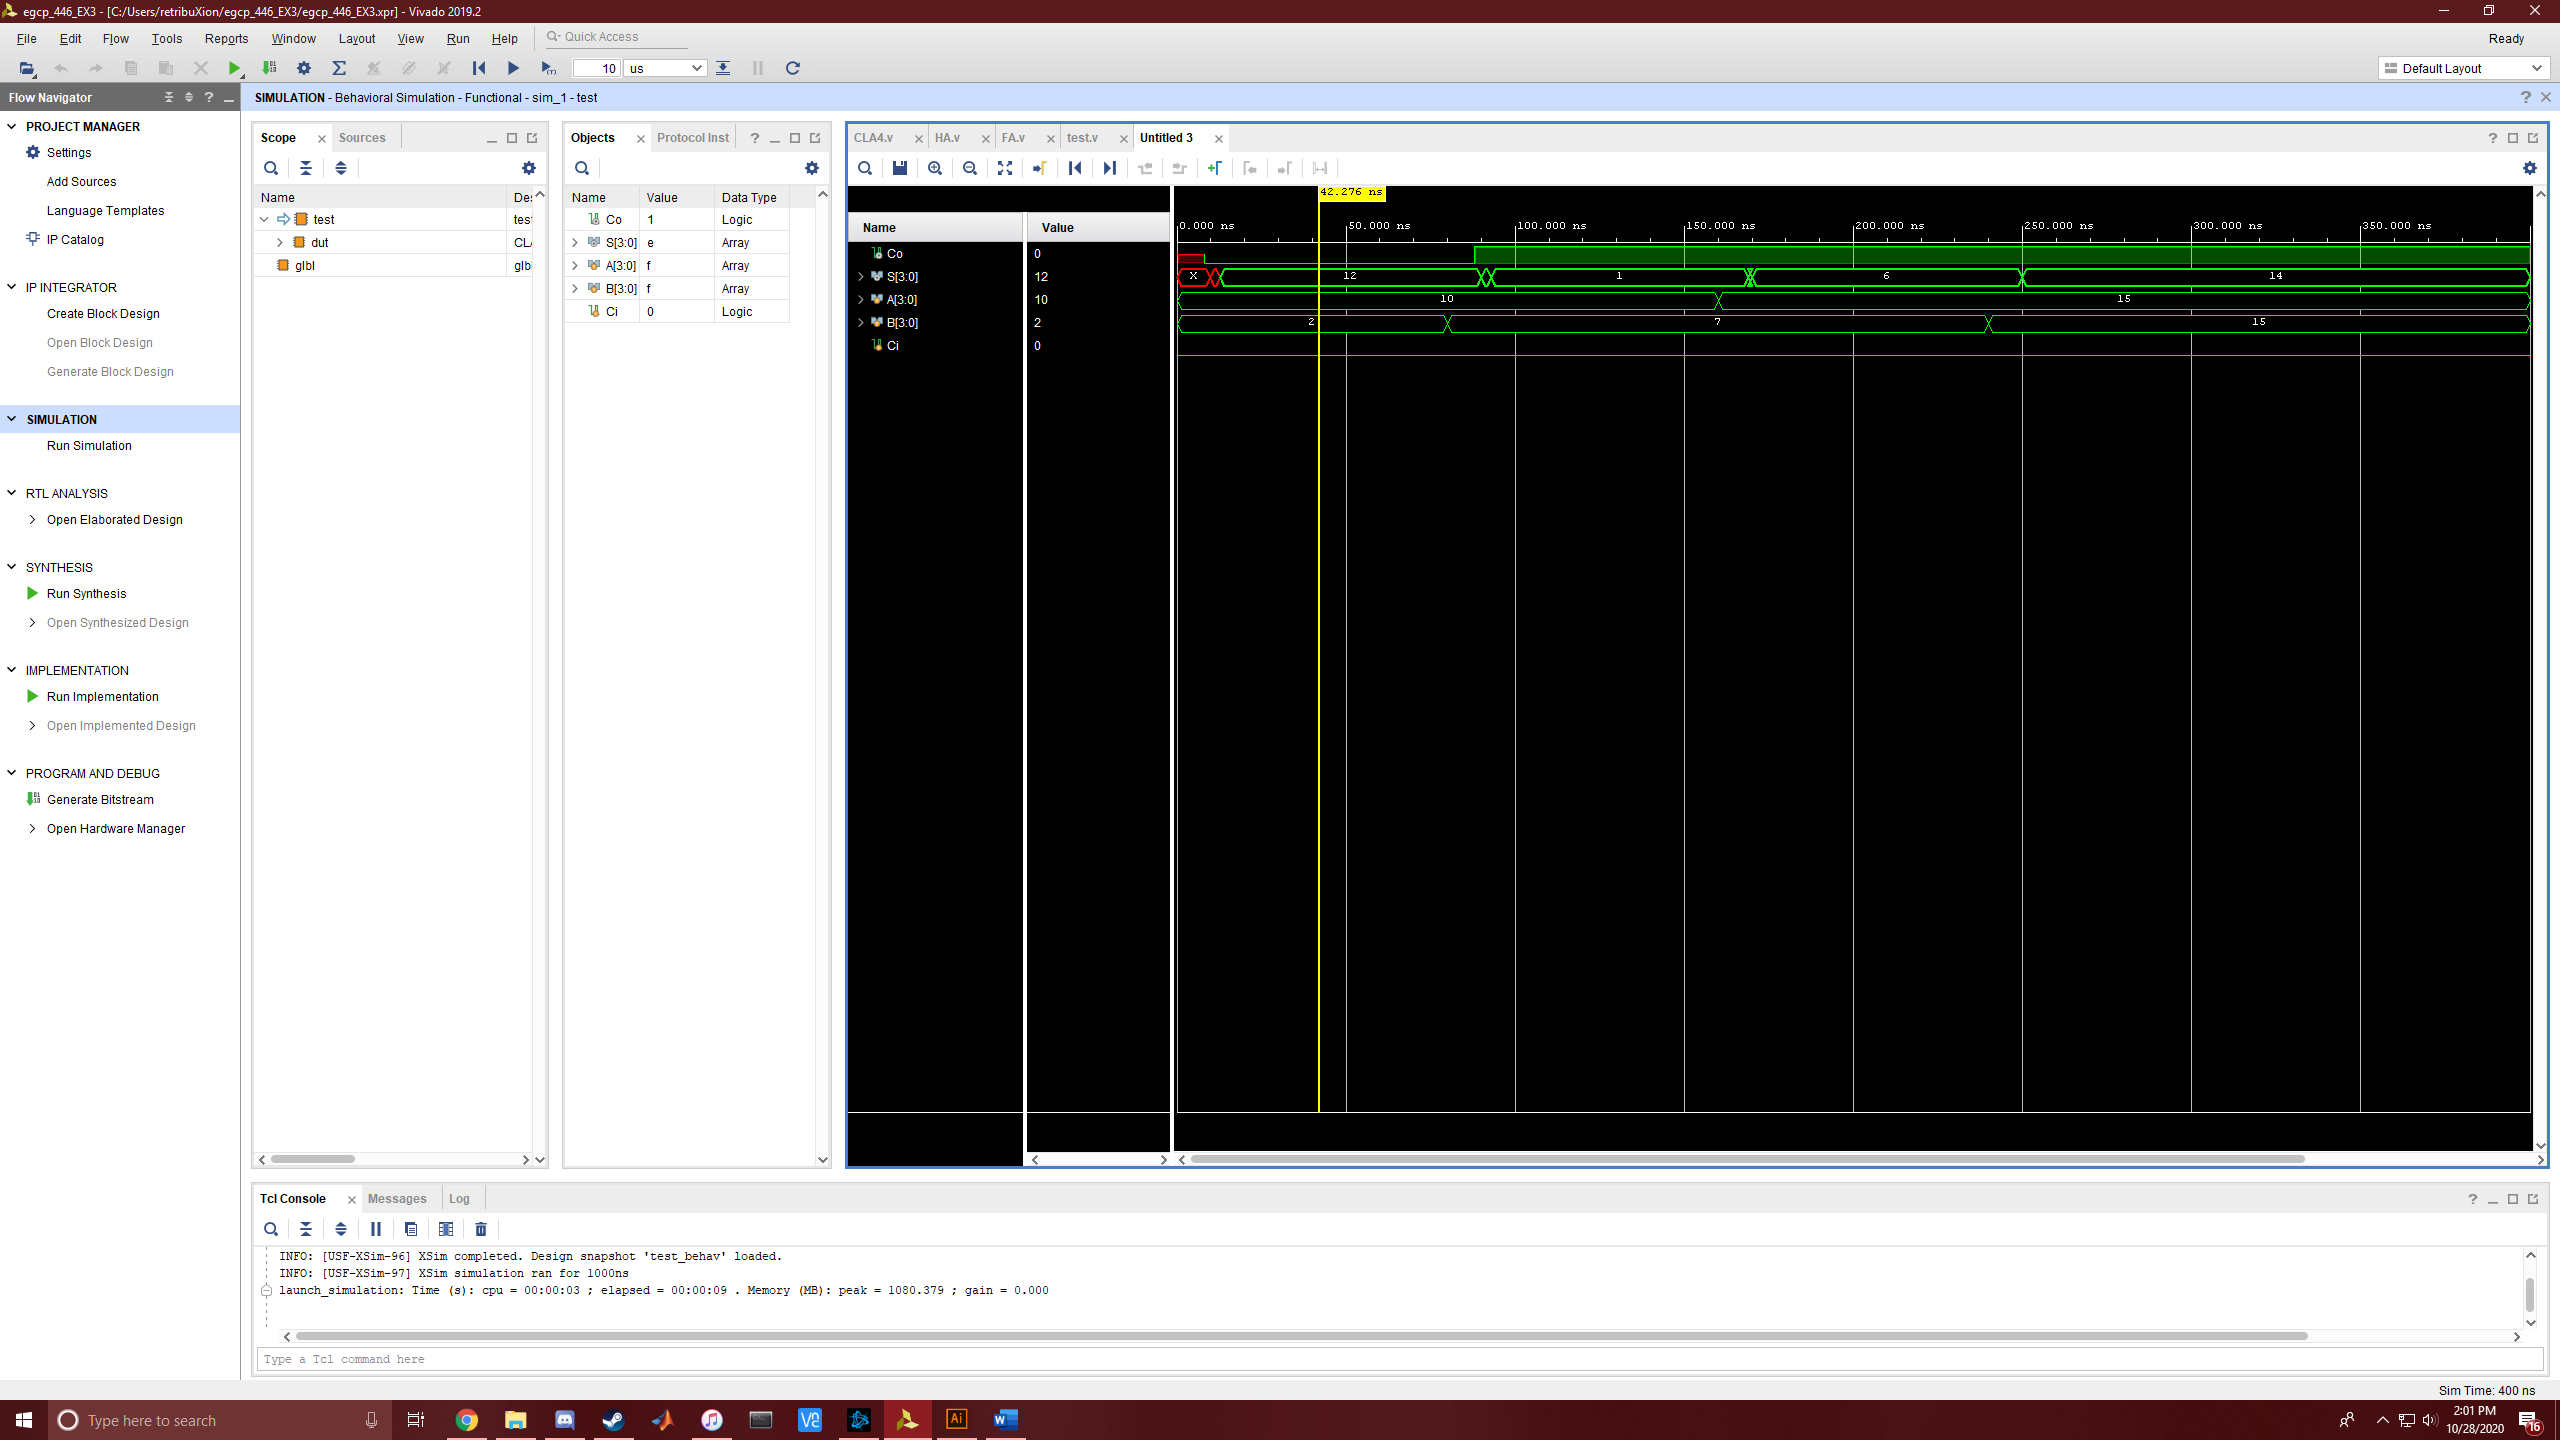 egcp_446_EX3 - [C:/Users/retribuXion/egcp_446_EX3/egcp_446_EX3.xpr] - Vivado 2019.2
File Edit Flow Tools Reports Window Layout View Run Help Quick Access
Ready
10 us
Default Layout
Flow Navigator
SIMULATION - Behavioral Simulation - Functional - sim_1 - test
PROJECT MANAGER
Settings
Add Sources
Language Templates
IP Catalog
IP INTEGRATOR
Create Block Design
Open Block Design
Generate Block Design
SIMULATION
Run Simulation
RTL ANALYSIS
Open Elaborated Design
SYNTHESIS
Run Synthesis
Open Synthesized Design
IMPLEMENTATION
Run Implementation
Open Implemented Design
PROGRAM AND DEBUG
Generate Bitstream
Open Hardware Manager
Scope Sources
Name
test
dut CL
glbl glb
Objects Protocol Inst
Name Value Data Type
Co 1 Logic
S[3:0] e Array
A[3:0] f Array
B[3:0] f Array
Ci 0 Logic
CLA4.v HA.v FA.v test.v Untitled 3
42.276 ns
Name Value
0.000 ns 50.000 ns 100.000 ns 150.000 ns 200.000 ns 250.000 ns 300.000 ns 350.000 ns
Co 0
S[3:0] 12 X 12 1 6 14
A[3:0] 10 10 15
B[3:0] 2 2 7 15
Ci 0
Tcl Console Messages Log
INFO: [USF-XSim-96] XSim completed. Design snapshot 'test_behav' loaded.
INFO: [USF-XSim-97] XSim simulation ran for 1000ns
launch_simulation: Time (s): cpu = 00:00:03 ; elapsed = 00:00:09 . Memory (MB): peak = 1080.379 ; gain = 0.000
Type a Tcl command here
Sim Time: 400 ns
Type here to search
Ai
2:01 PM
10/28/2020
16